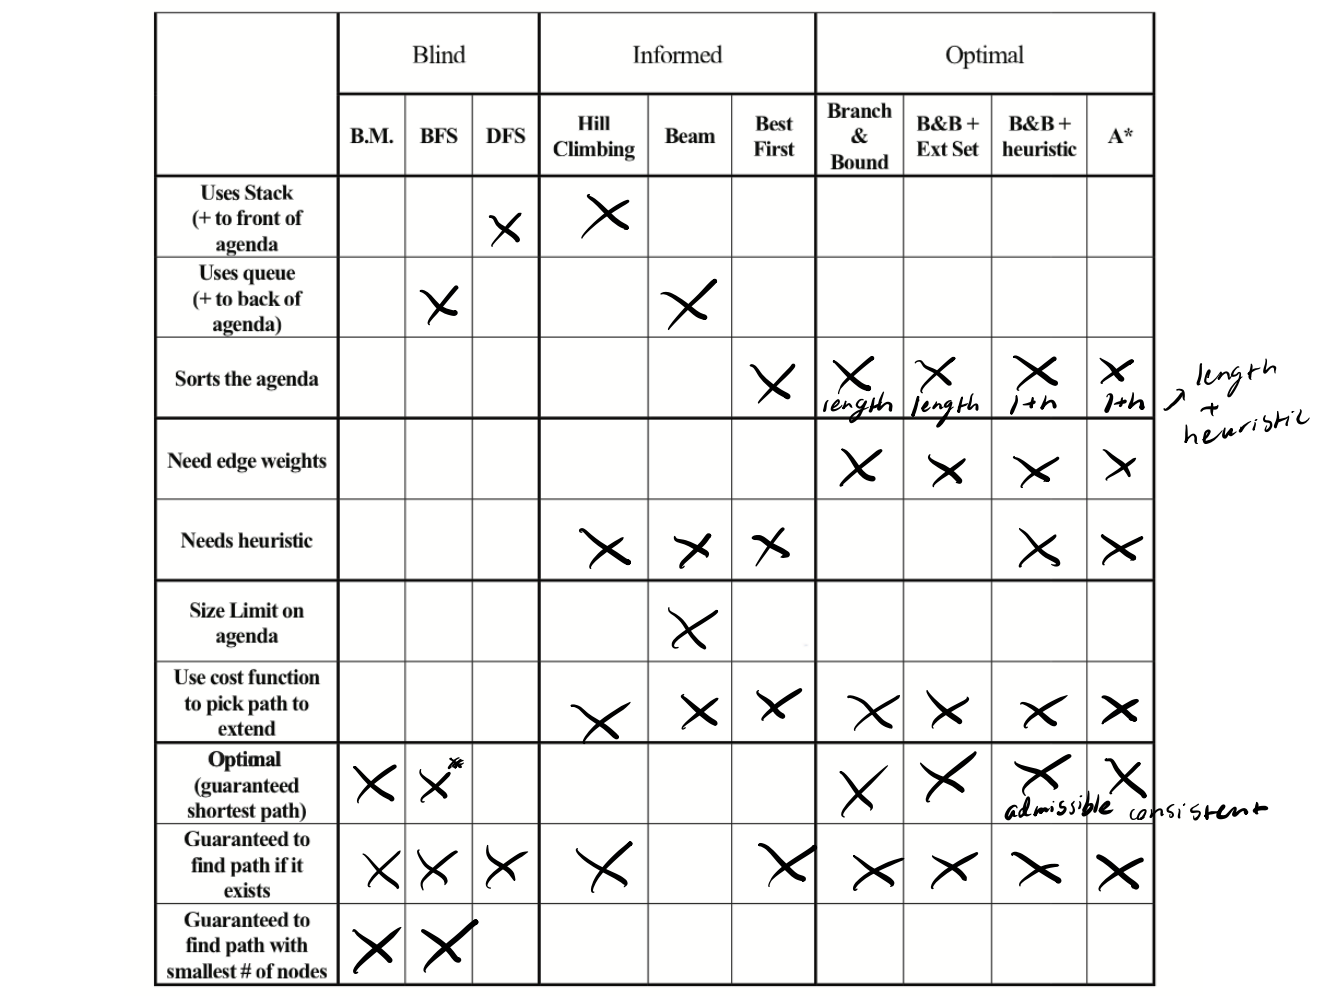 Blind Informed Optimal
B.M. BFS DFS Hill Climbing Beam Best First Branch & Bound B&B + Ext Set B&B + heuristic A*
Uses Stack
(+ to front of
agenda
X X
Uses queue
(+ to back of
agenda)
X X
Sorts the agenda
X X X X X
length length l+h l+h
length
+
heuristic
Need edge weights
X X X X
Needs heuristic
X X X X X
Size Limit on
agenda
X
Use cost function
to pick path to
extend
X X X X X X X
Optimal
(guaranteed
shortest path)
X X* X X X X
admissible consistent
Guaranteed to
find path if it
exists
X X X X X X X X X
Guaranteed to
find path with
smallest # of nodes
X X